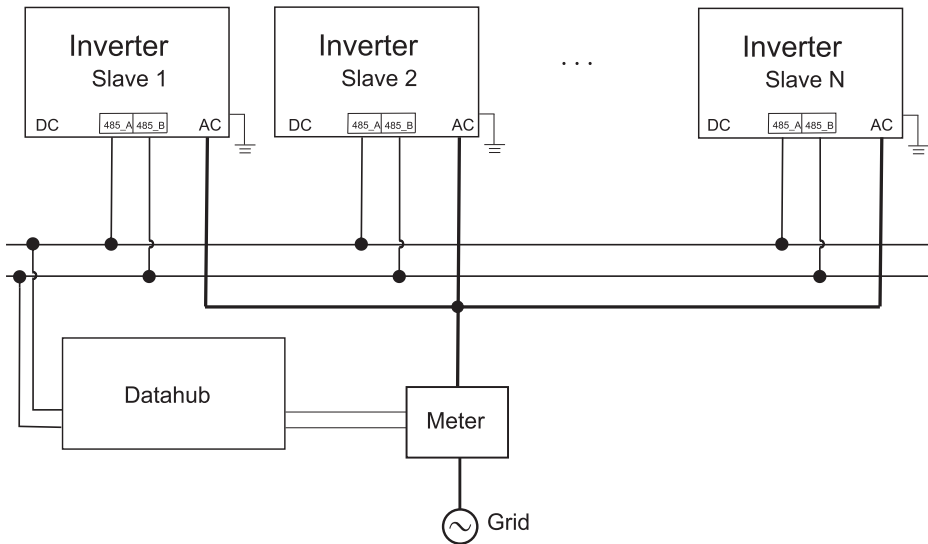 Inverter
Slave 1
DC
485_A
485_B
AC
Inverter
Slave 2
DC
485_A
485_B
AC
. . .
Inverter
Slave N
DC
485_A
485_B
AC
Datahub
Meter
Grid